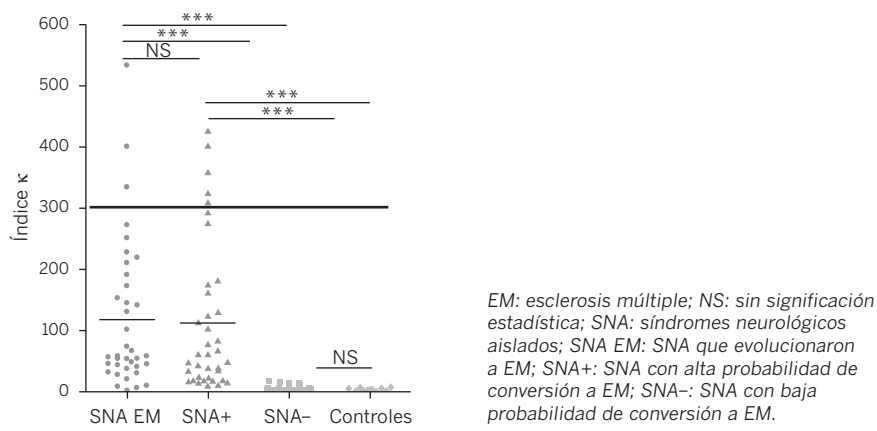 600
500
400
300
200
100
0
Índice κ
***
***
NS
***
***
NS
SNA EM SNA+ SNA– Controles
EM: esclerosis múltiple; NS: sin significación
estadística; SNA: síndromes neurológicos
aislados; SNA EM: SNA que evolucionaron
a EM; SNA+: SNA con alta probabilidad de
conversión a EM; SNA–: SNA con baja
probabilidad de conversión a EM.